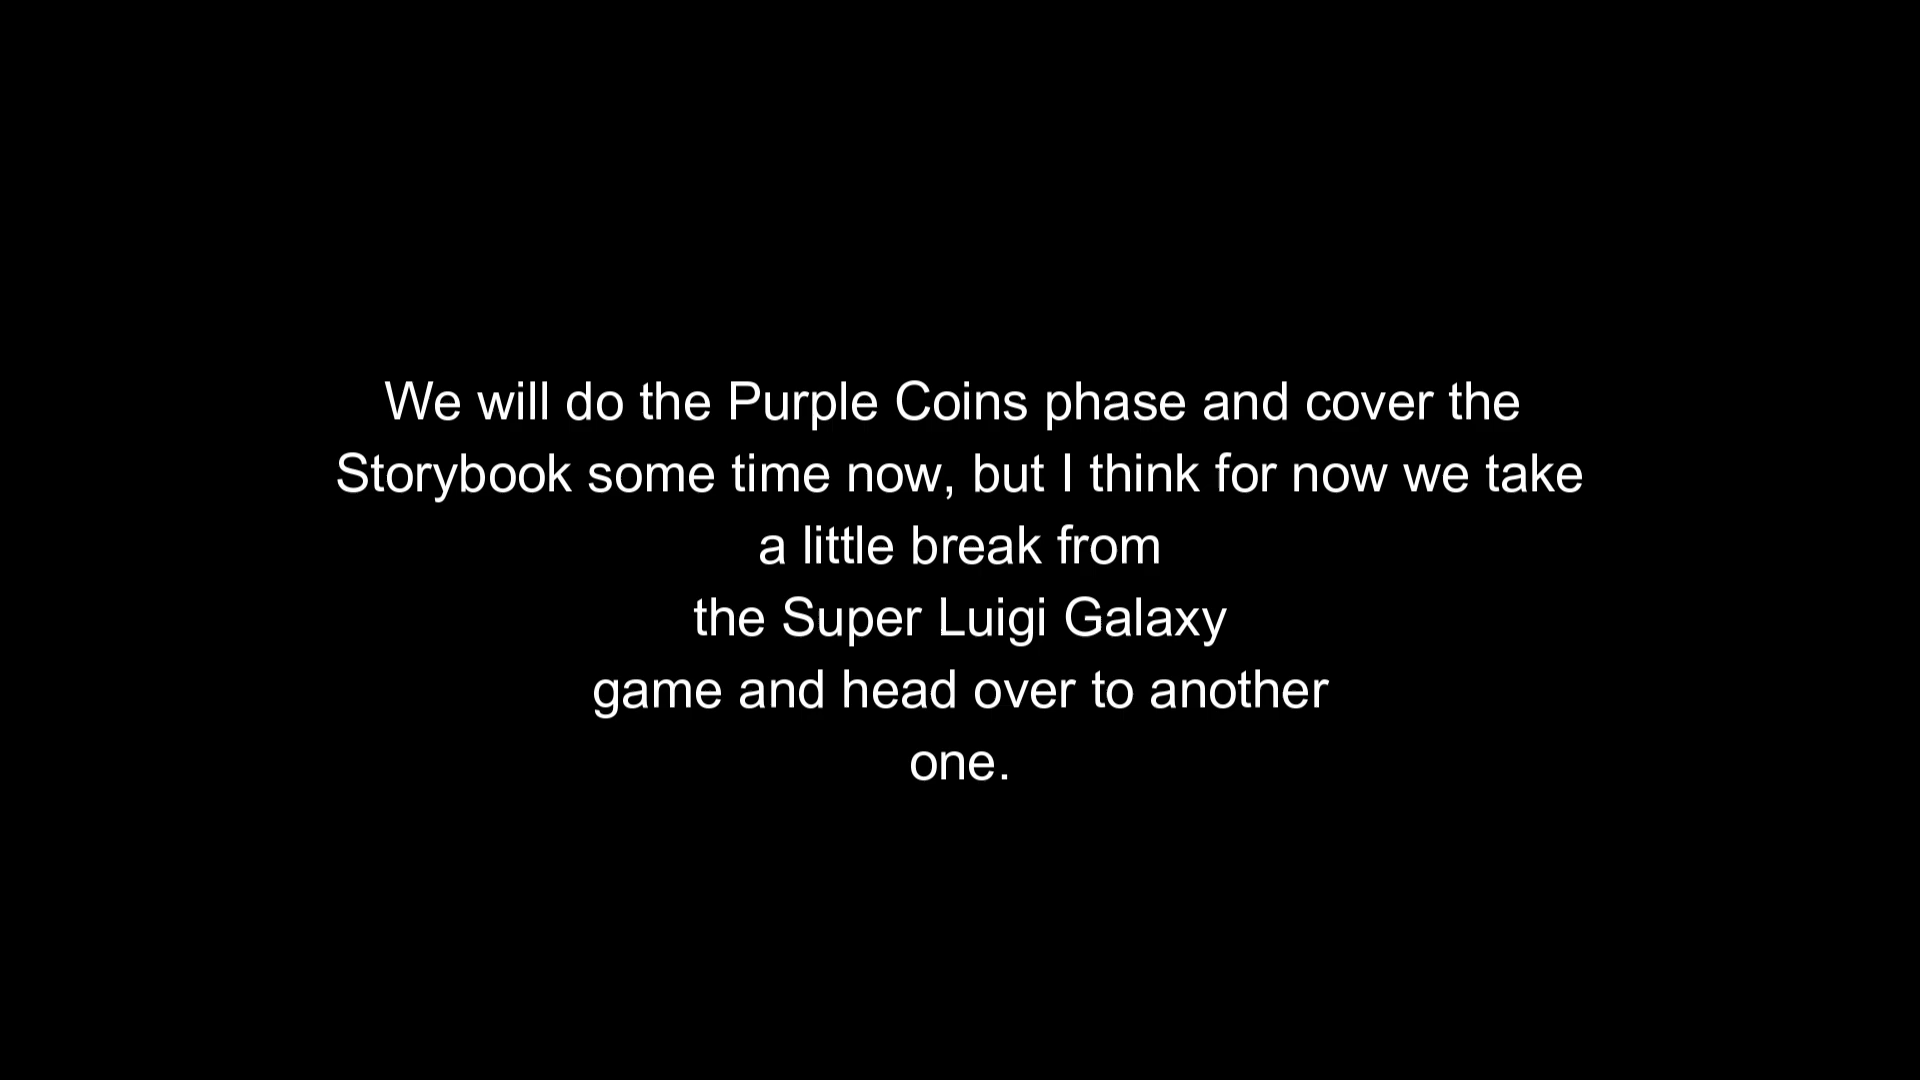 We will do the Purple Coins phase and cover the
Storybook some time now, but I think for now we take
a little break from
the Super Luigi Galaxy
game and head over to another
one.